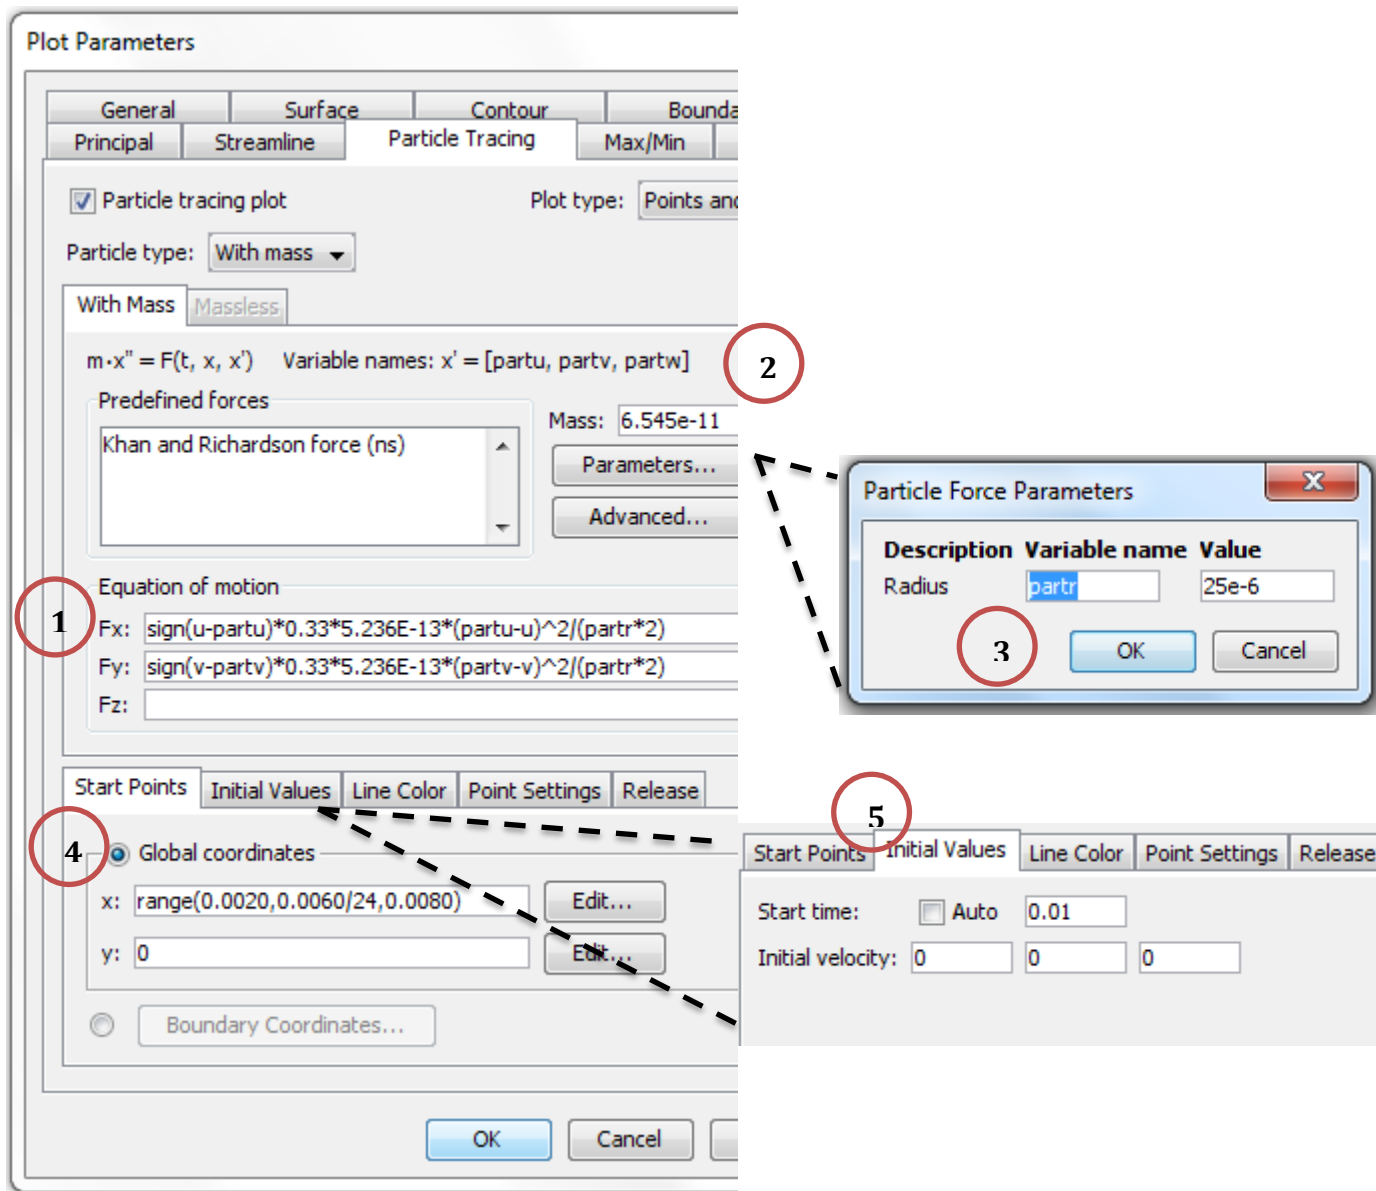 Plot Parameters
General Surface Contour Bounda
Principal Streamline Particle Tracing Max/Min
Particle tracing plot Plot type: Points and
Particle type: With mass
With Mass Massless
m·x" = F(t, x, x') Variable names: x' = [partu, partv, partw]
2
Predefined forces
Khan and Richardson force (ns)
Mass: 6.545e-11
Parameters...
Advanced...
Particle Force Parameters
Description Variable name Value
Radius partr 25e-6
3
OK Cancel
1
Equation of motion
Fx: sign(u-partu)*0.33*5.236E-13*(partu-u)^2/(partr*2)
Fy: sign(v-partv)*0.33*5.236E-13*(partv-v)^2/(partr*2)
Fz:
Start Points Initial Values Line Color Point Settings Release
4
Global coordinates
x: range(0.0020,0.0060/24,0.0080) Edit...
y: 0 Edit...
Boundary Coordinates...
5
Start Points Initial Values Line Color Point Settings Release
Start time: Auto 0.01
Initial velocity: 0 0 0
OK Cancel